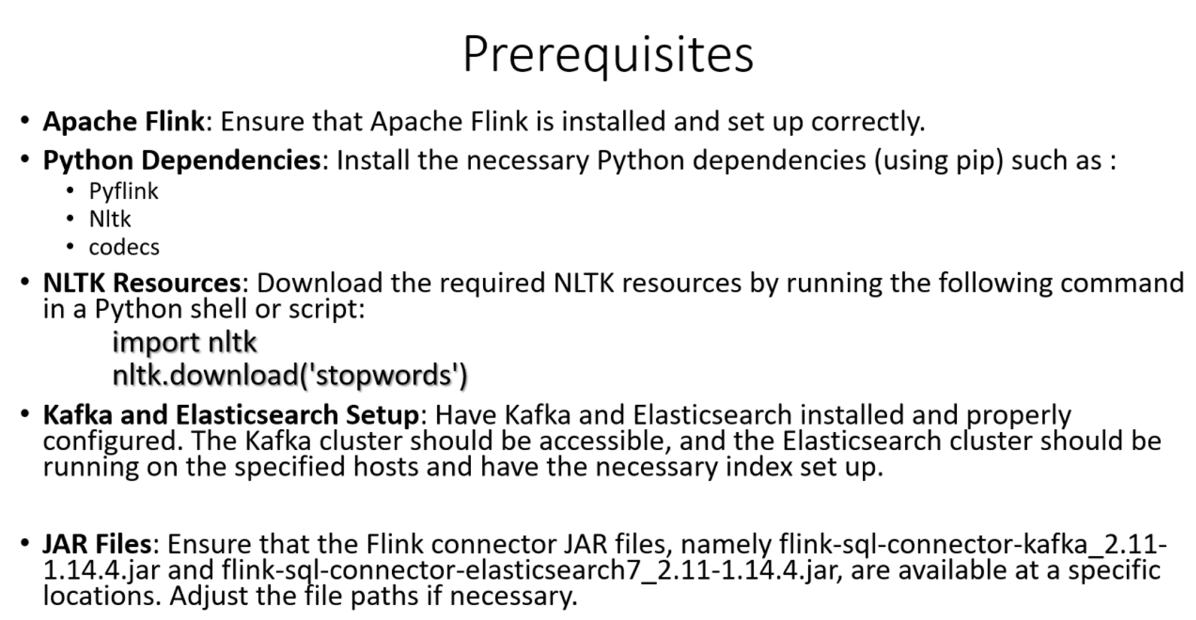 Prerequisites
• Apache Flink: Ensure that Apache Flink is installed and set up correctly.
• Python Dependencies: Install the necessary Python dependencies (using pip) such as :
• Pyflink
• Nltk
• codecs
• NLTK Resources: Download the required NLTK resources by running the following command
in a Python shell or script:
import nltk
nltk.download('stopwords')
• Kafka and Elasticsearch Setup: Have Kafka and Elasticsearch installed and properly
configured. The Kafka cluster should be accessible, and the Elasticsearch cluster should be
running on the specified hosts and have the necessary index set up.
• JAR Files: Ensure that the Flink connector JAR files, namely flink-sql-connector-kafka_2.11-
1.14.4.jar and flink-sql-connector-elasticsearch7_2.11-1.14.4.jar, are available at a specific
locations. Adjust the file paths if necessary.